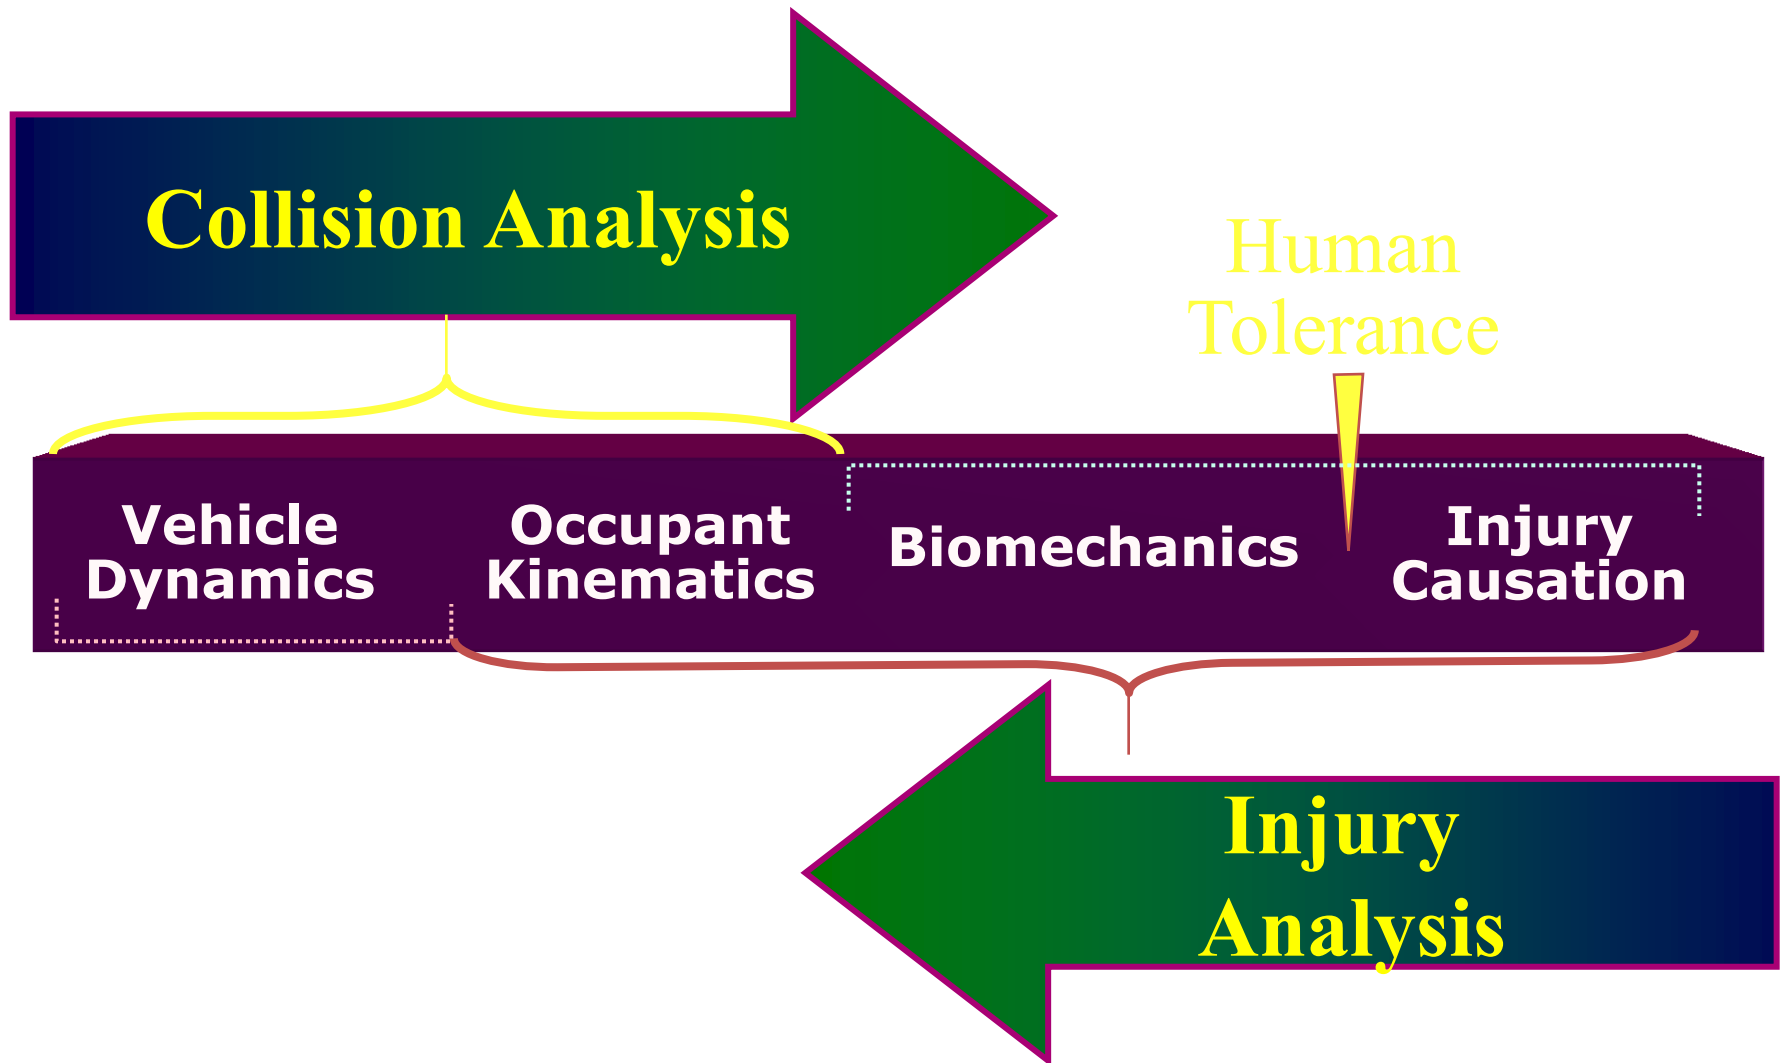 Collision Analysis
Human
Tolerance
Vehicle
Dynamics
Occupant
Kinematics
Biomechanics
Injury
Causation
Injury
Analysis